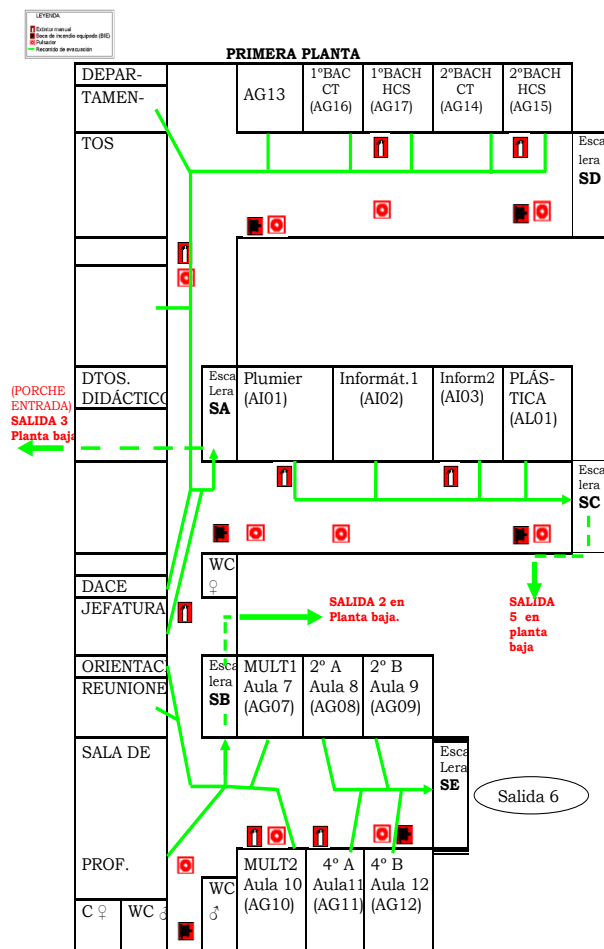 LEYENDA
Extintor manual
Boca de incendio equipada (BIE)
Pulsador
Recorrido de evacuación
PRIMERA PLANTA
DEPAR-
TAMEN-
TOS
AG13
1ºBAC
CT
(AG16)
1ºBACH
HCS
(AG17)
2ºBACH
CT
(AG14)
2ºBACH
HCS
(AG15)
Esca
lera
SD
DTOS.
DIDÁCTICO
Esca
Lera
SA
Plumier
(AI01)
Informát.1
(AI02)
Inform2
(AI03)
PLÁS-
TICA
(AL01)
(PORCHE
ENTRADA)
SALIDA 3
Planta baja
Esca
lera
SC
DACE
JEFATURA
WC
♀
SALIDA 2 en
Planta baja.
SALIDA
5 en
planta
baja
ORIENTAC
REUNIONE
Esca
lera
SB
MULT1
Aula 7
(AG07)
2º A
Aula 8
(AG08)
2º B
Aula 9
(AG09)
SALA DE
Esca
Lera
SE
Salida 6
PROF.
MULT2
Aula 10
(AG10)
4º A
Aula11
(AG11)
4º B
Aula 12
(AG12)
WC
♂
C ♀
WC ♂